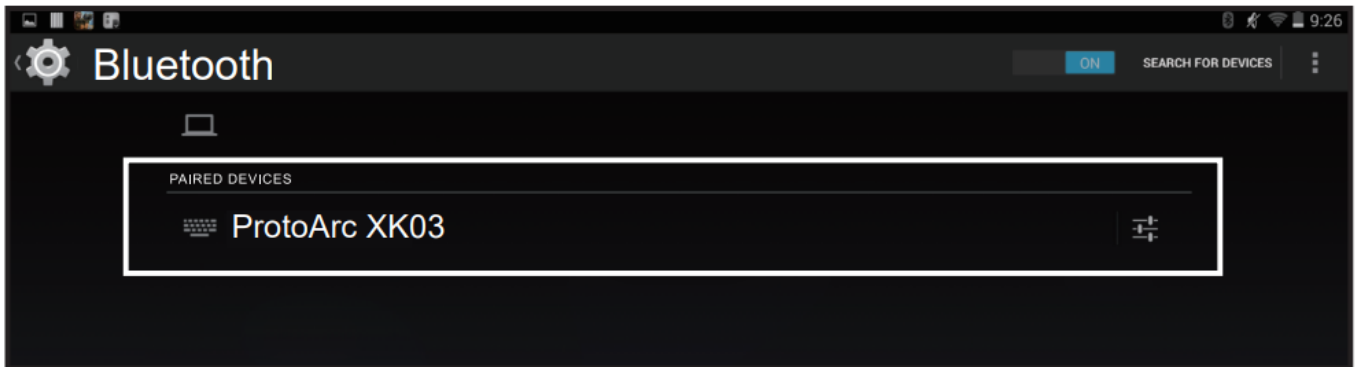 9:26
Bluetooth
ON SEARCH FOR DEVICES
PAIRED DEVICES
ProtoArc XK03